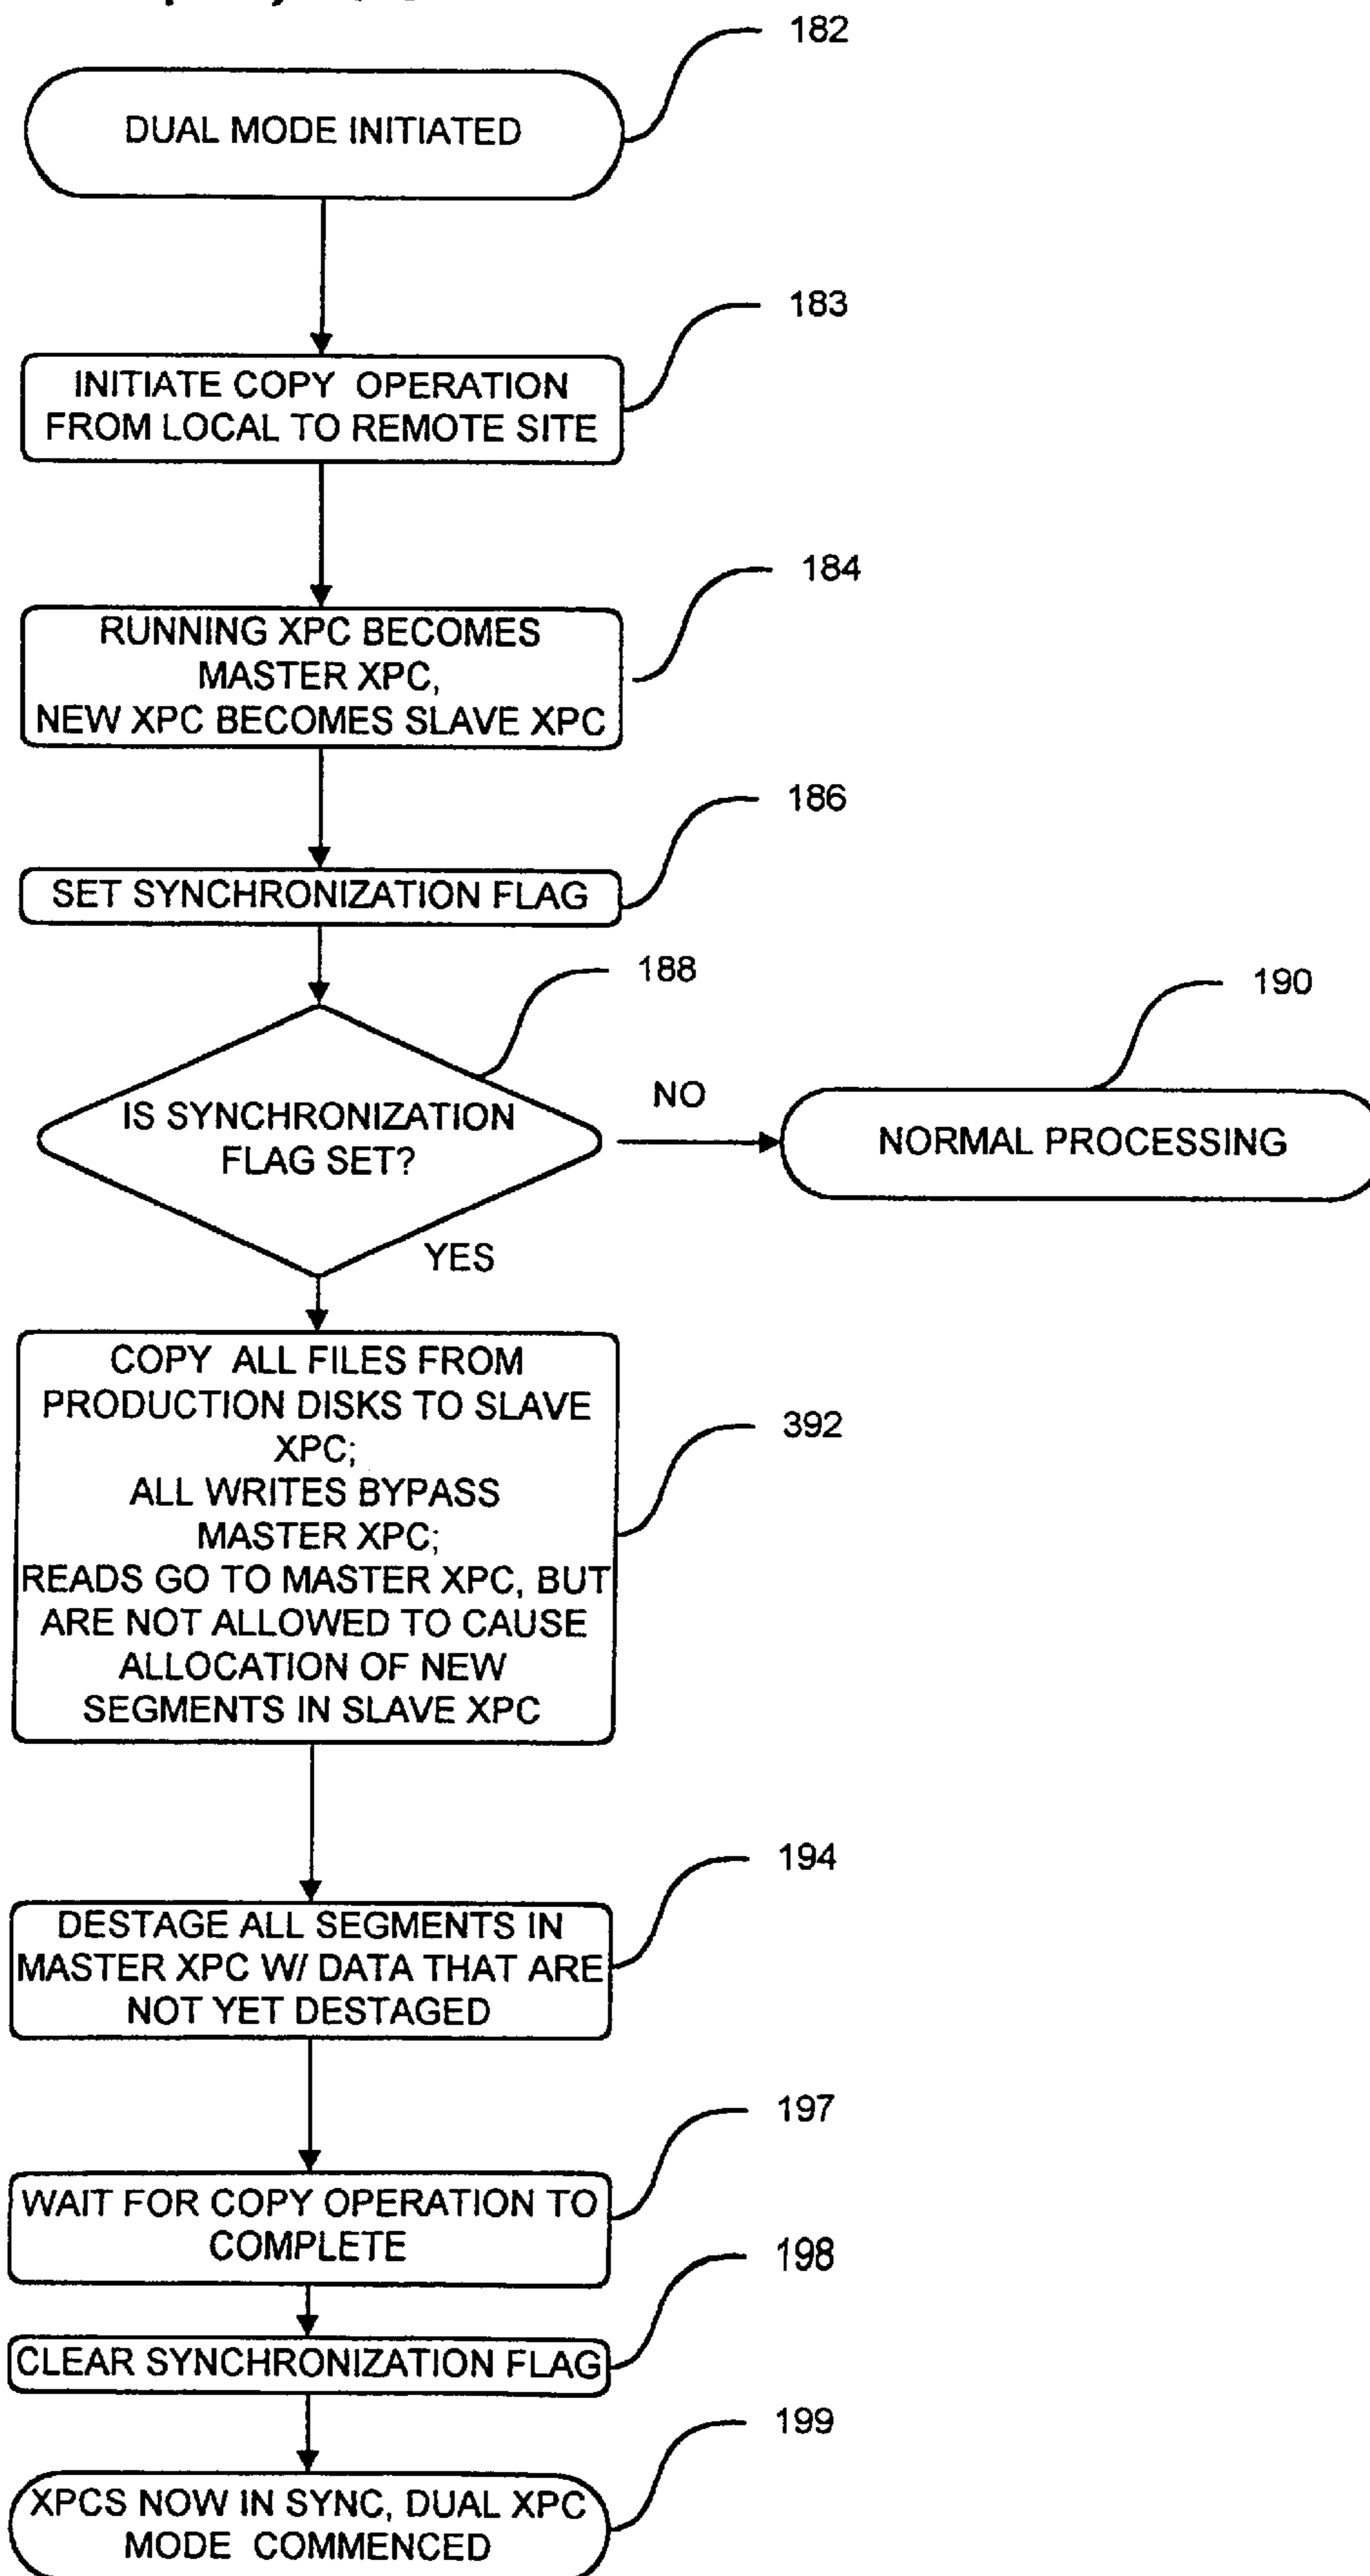 182
DUAL MODE INITIATED
183
INITIATE COPY OPERATION
FROM LOCAL TO REMOTE SITE
184
RUNNING XPC BECOMES
MASTER XPC,
NEW XPC BECOMES SLAVE XPC
186
SET SYNCHRONIZATION FLAG
188
190
IS SYNCHRONIZATION
FLAG SET?
NO
NORMAL PROCESSING
YES
COPY ALL FILES FROM
PRODUCTION DISKS TO SLAVE
XPC;
ALL WRITES BYPASS
MASTER XPC;
READS GO TO MASTER XPC, BUT
ARE NOT ALLOWED TO CAUSE
ALLOCATION OF NEW
SEGMENTS IN SLAVE XPC
392
194
DESTAGE ALL SEGMENTS IN
MASTER XPC W/ DATA THAT ARE
NOT YET DESTAGED
197
WAIT FOR COPY OPERATION TO
COMPLETE
198
CLEAR SYNCHRONIZATION FLAG
199
XPCS NOW IN SYNC, DUAL XPC
MODE COMMENCED